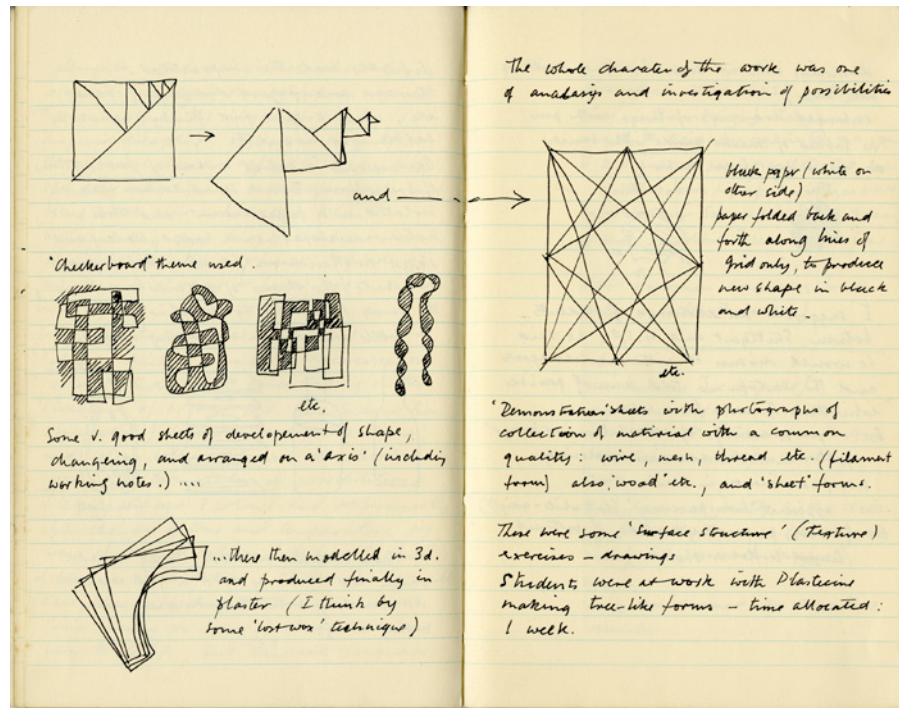 and
'Checkerboard' theme used.
etc.
Some v. good sheets of developement of shape,
changeing, and arranged on a 'axis' (including
working notes.) ....
...these then modelled in 3d.
and produced finally in
plaster (I think by
some 'lost wax' technique)
The whole charater of the work was one
of analasys and investigation of possibilities
black paper (white on
other side)
paper folded back and
forth along lines of
grid only, to produce
new shape in black
and white.
etc.
'Demonstration' sheets with photographs of
collection of material with a common
quality: wire, mesh, thread etc. (filament
form) also, 'wood' etc., and 'sheet' forms.
There were some 'Surface Structure' (texture)
exercises – drawings
Students were at work with Plasticine
making tree-like forms – time allocated:
1 week.